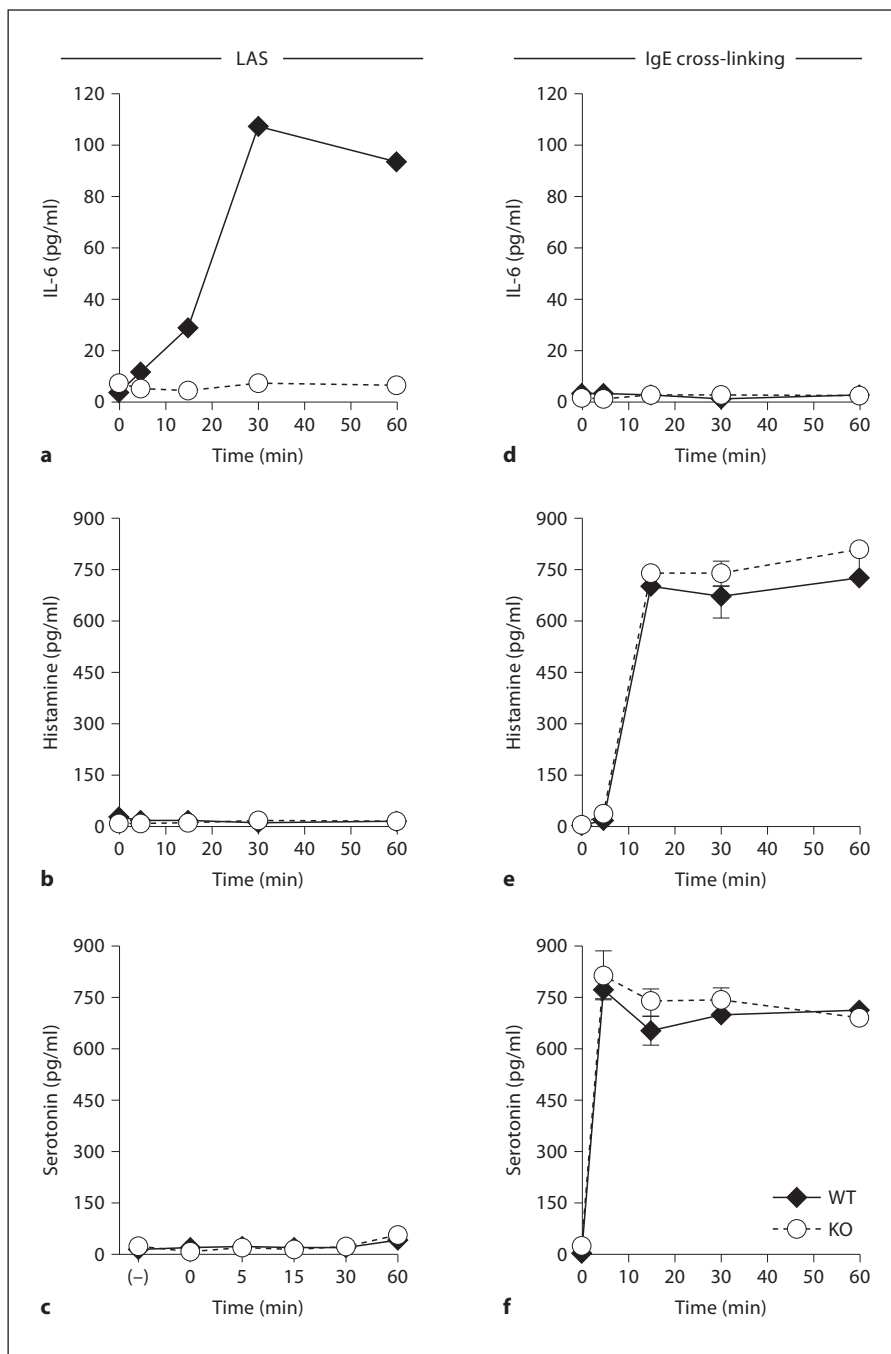 LAS
120
100
80
60
40
20
0
IL-6 (pg/ml)
0 10 20 30 40 50 60
Time (min)
a
IgE cross-linking
120
100
80
60
40
20
0
IL-6 (pg/ml)
0 10 20 30 40 50 60
Time (min)
d
900
750
600
450
300
150
0
Histamine (pg/ml)
0 10 20 30 40 50 60
Time (min)
b
900
750
600
450
300
150
0
Histamine (pg/ml)
0 10 20 30 40 50 60
Time (min)
e
900
750
600
450
300
150
0
Serotonin (pg/ml)
(–) 0 5 15 30 60
Time (min)
c
900
750
600
450
300
150
0
Serotonin (pg/ml)
WT
KO
0 10 20 30 40 50 60
Time (min)
f